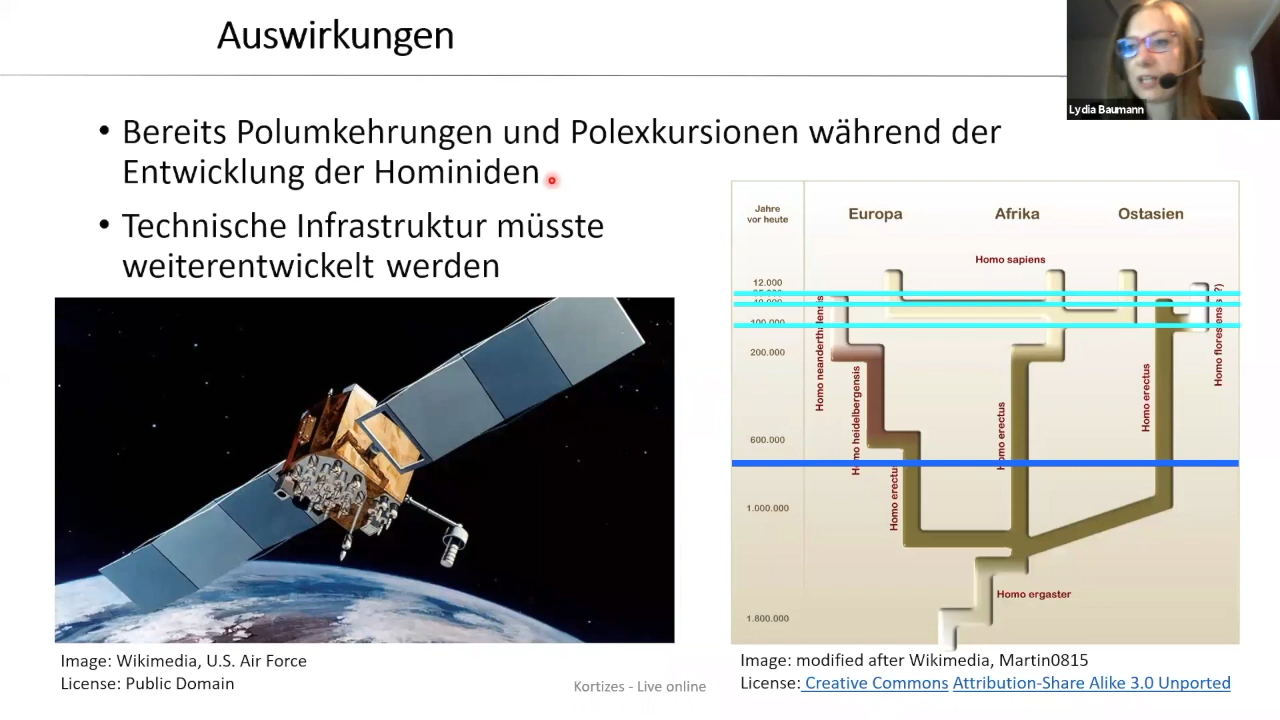 Auswirkungen
Lydia Baumann
• Bereits Polumkehrungen und Polexkursionen während der
Entwicklung der Hominiden
• Technische Infrastruktur müsste
weiterentwickelt werden
Jahre
vor heute
Europa
Afrika
Ostasien
Homo sapiens
12.000
100.000
200.000
600.000
1.000.000
1.800.000
Homo neanderthalensis
Homo heidelbergensis
Homo erectus
Homo erectus
Homo erectus
Homo ergaster
Image: Wikimedia, U.S. Air Force
License: Public Domain
Kortizes - Live online
Image: modified after Wikimedia, Martin0815
License: Creative Commons Attribution-Share Alike 3.0 Unported